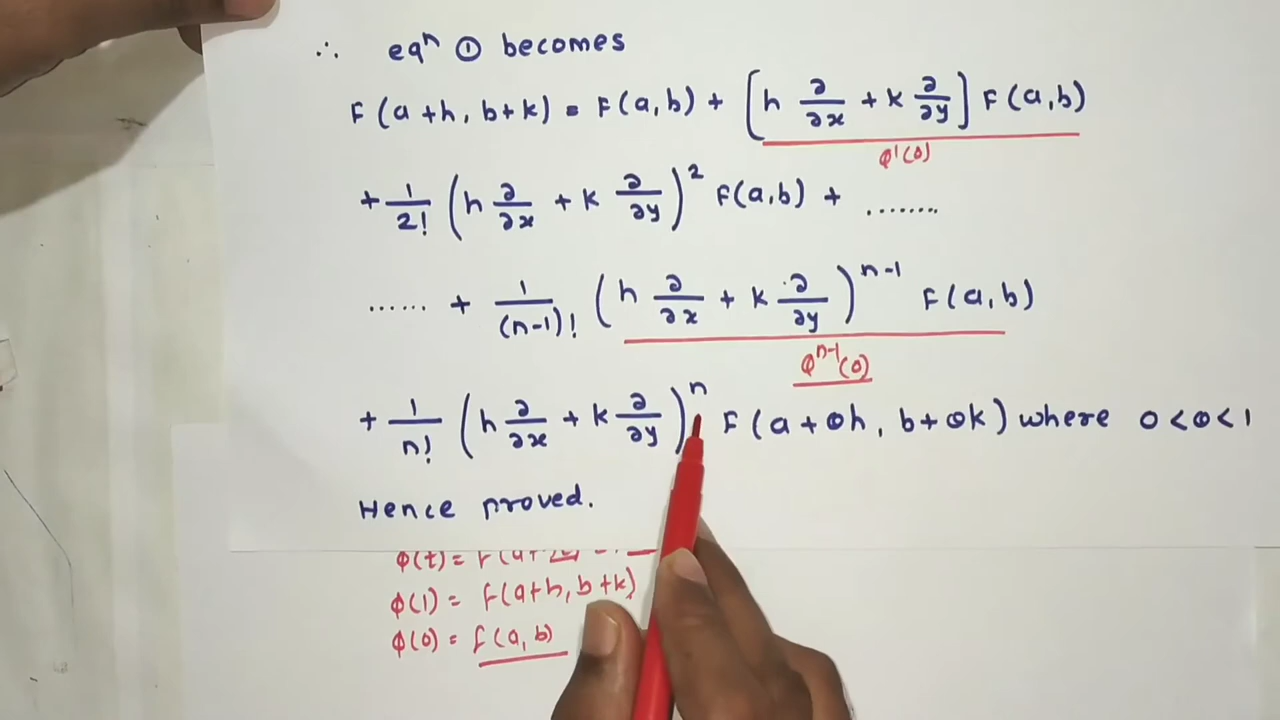 ∴ eqⁿ ① becomes
F(a+h, b+k) = F(a,b) + [h ∂/∂x + k ∂/∂y] F(a,b)
φ'(0)
+ 1/2! (h ∂/∂x + k ∂/∂y)² F(a,b) + ........
...... + 1/(n-1)! (h ∂/∂x + k ∂/∂y)ⁿ⁻¹ F(a,b)
φⁿ⁻¹(0)
+ 1/n! (h ∂/∂x + k ∂/∂y)ⁿ F(a+θh, b+θk) where 0<θ<1
Hence proved.
φ(t) =
φ(1) = f(a+h, b+k)
φ(0) = f(a,b)